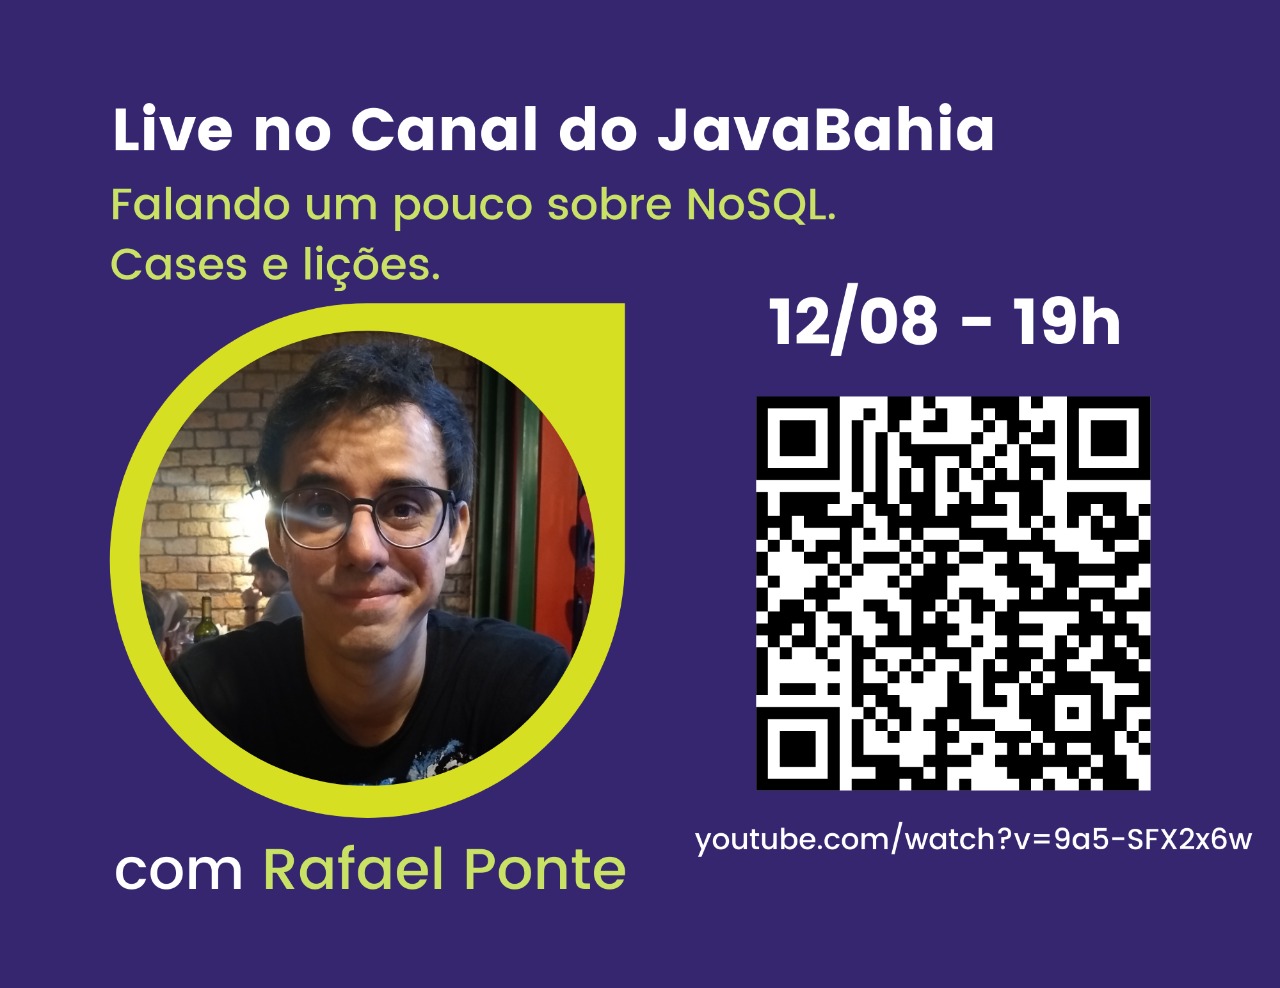 Live no Canal do JavaBahia
Falando um pouco sobre NoSQL.
Cases e lições.
12/08 - 19h
youtube.com/watch?v=9a5-SFX2x6w
com Rafael Ponte